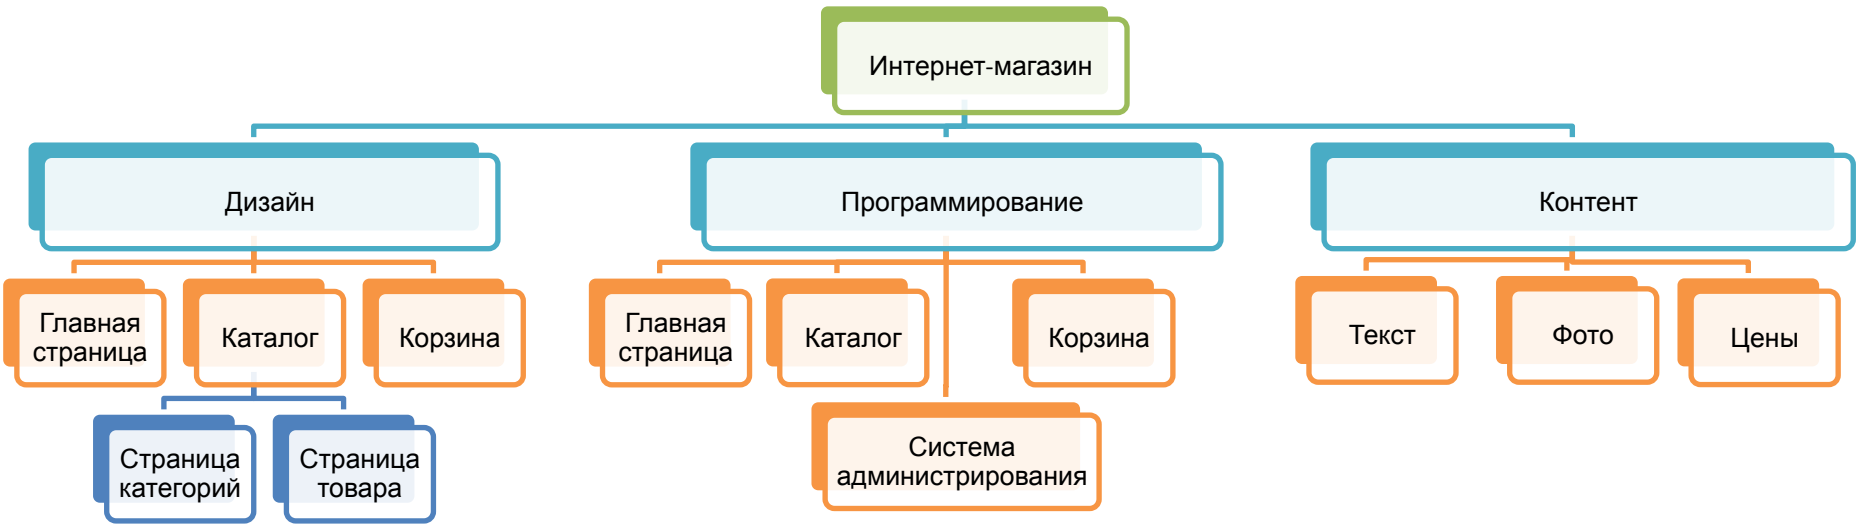 Интернет-магазин
Дизайн
Программирование
Контент
Главная
страница
Каталог
Корзина
Главная
страница
Каталог
Корзина
Текст
Фото
Цены
Страница
категорий
Страница
товара
Система
администрирования